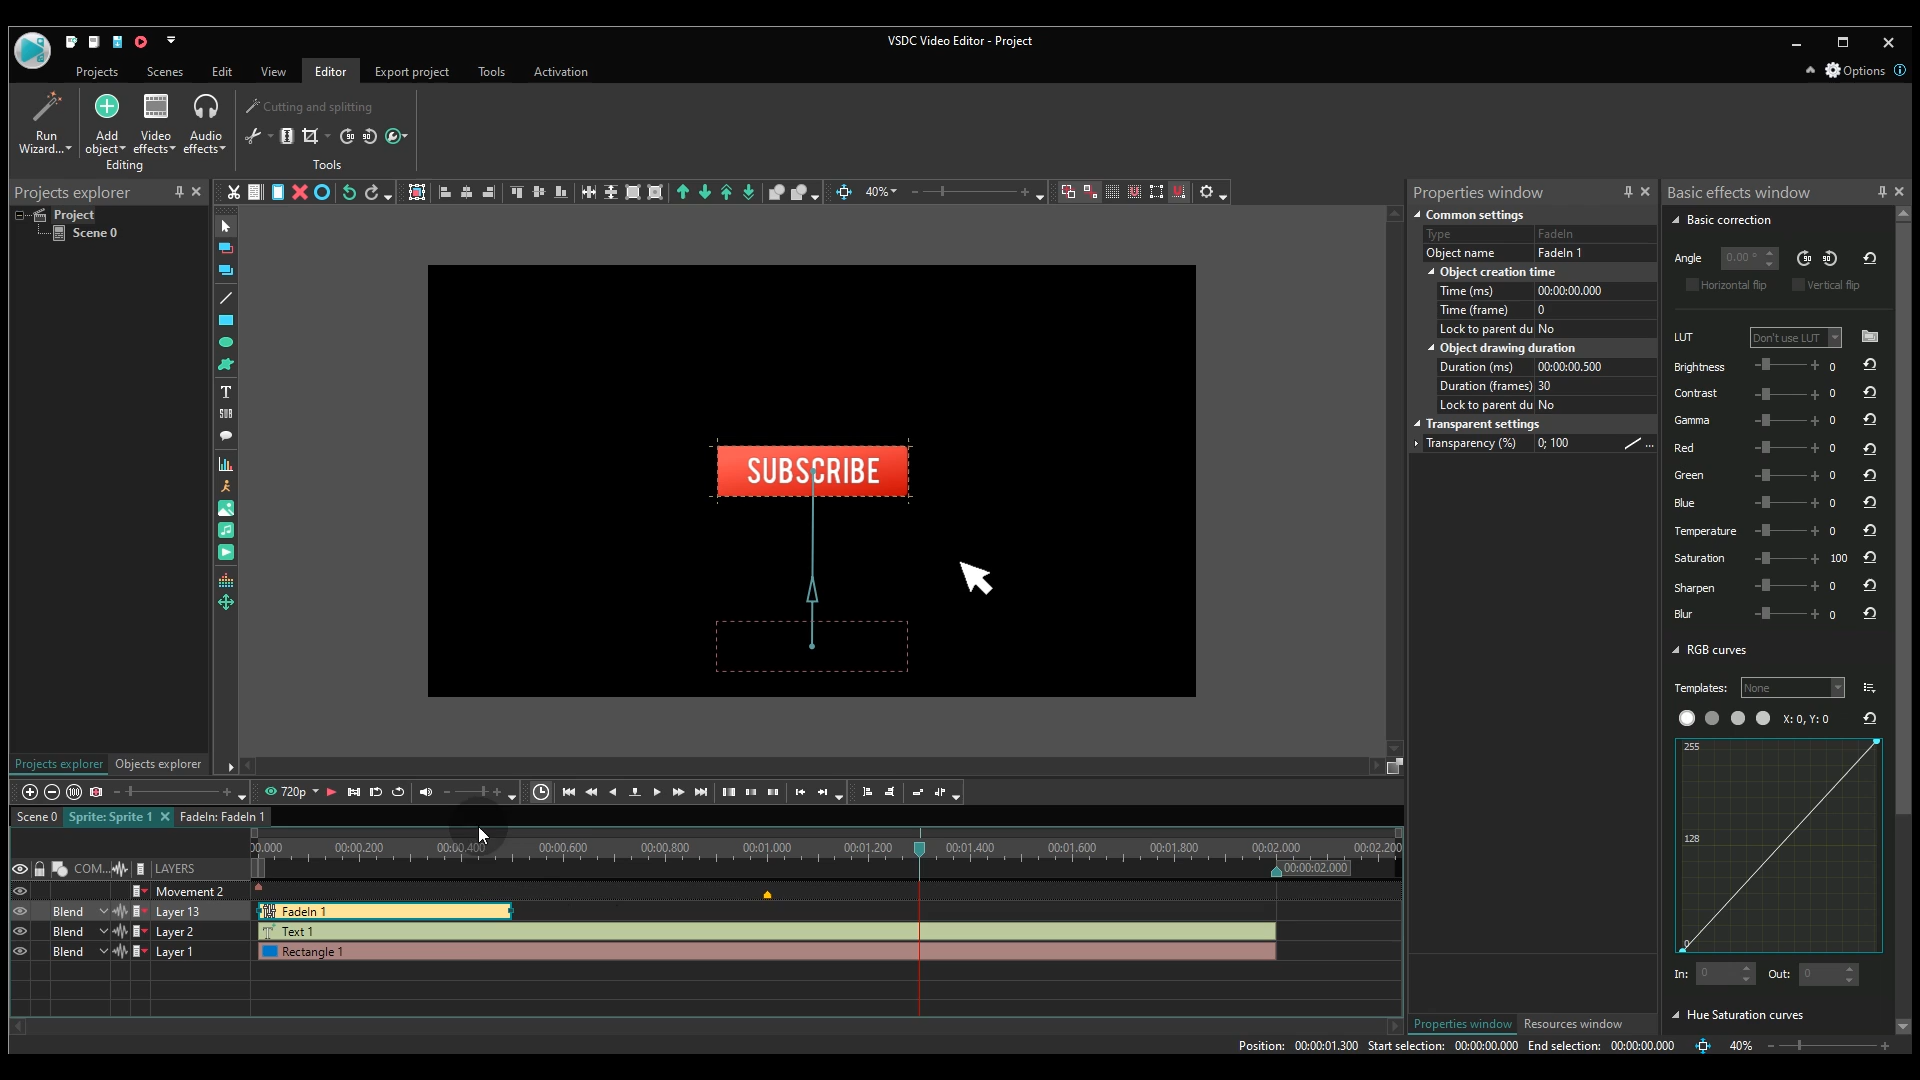 VSDC Video Editor - Project
Projects
Scenes
Edit
View
Editor
Export project
Tools
Activation
Options
Run
Wizard...
Add
object
Video
effects
Audio
effects
Editing
Cutting and splitting
Tools
Projects explorer
40%
Properties window
Basic effects window
Project
Scene 0
SUBSCRIBE
Common settings
Type FadeIn
Object name FadeIn 1
Object creation time
Time (ms) 00:00:00.000
Time (frame) 0
Lock to parent du No
Object drawing duration
Duration (ms) 00:00:00.500
Duration (frames) 30
Lock to parent du No
Transparent settings
Transparency (%) 0; 100 ...
Basic correction
Angle 0.00 °
Horizontal flip Vertical flip
LUT Don't use LUT
Brightness 0
Contrast 0
Gamma 0
Red 0
Green 0
Blue 0
Temperature 0
Saturation 100
Sharpen 0
Blur 0
RGB curves
Templates: None
X: 0, Y: 0
255
128
0
In: 0 Out: 0
Hue Saturation curves
Projects explorer Objects explorer
720p
Scene 0 Sprite: Sprite 1 FadeIn: FadeIn 1
00:00.200 00:00.400 00:00.600 00:00.800 00:01.000 00:01.200 00:01.400 00:01.600 00:01.800 00:02.000 00:02.200
00:00:02.000
COM... LAYERS
Movement 2
Blend Layer 13 FadeIn 1
Blend Layer 2 Text 1
Blend Layer 1 Rectangle 1
Properties window Resources window
Position: 00:00:01.300 Start selection: 00:00:00.000 End selection: 00:00:00.000 40%